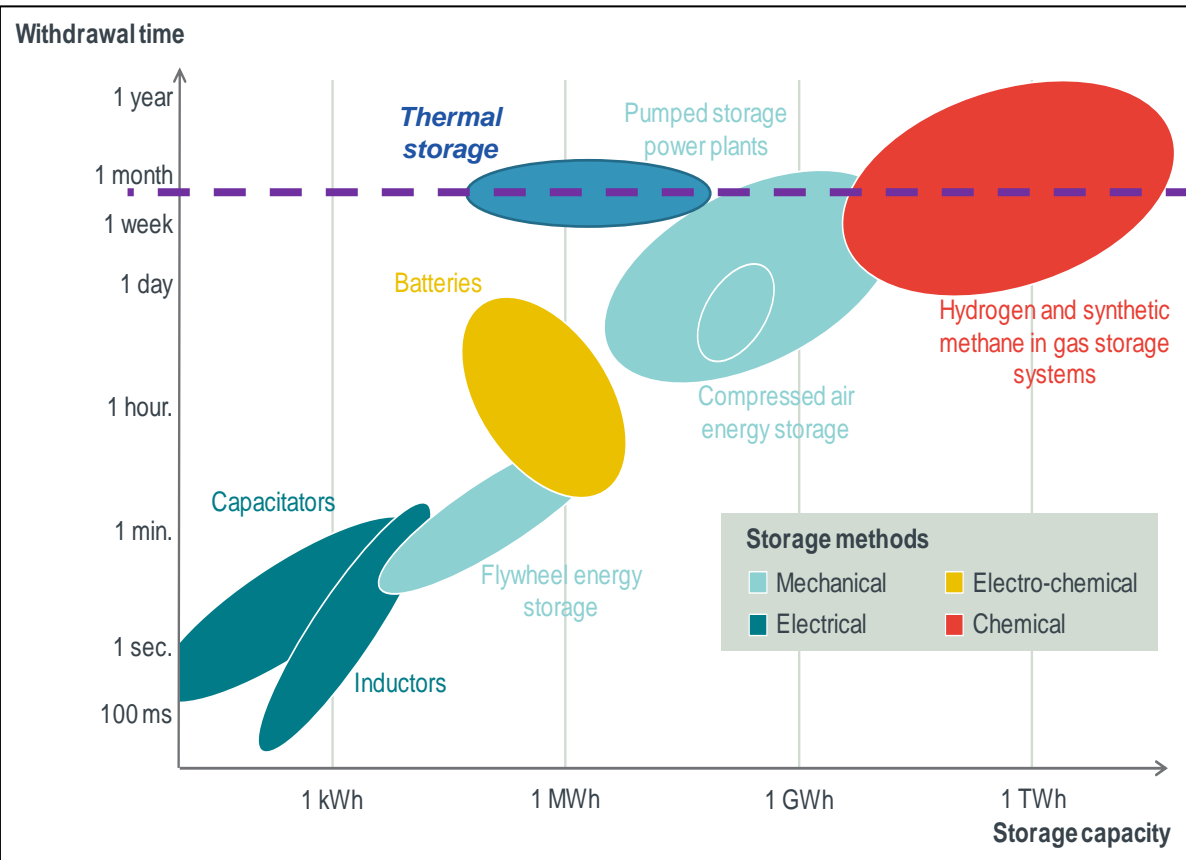 Withdrawal time
1 year
1 month
1 week
1 day
1 hour.
1 min.
1 sec.
100 ms
Thermal
storage
Pumped storage
power plants
Batteries
Hydrogen and synthetic
methane in gas storage
systems
Compressed air
energy storage
Capacitators
Flywheel energy
storage
Inductors
Storage methods
Mechanical
Electro-chemical
Electrical
Chemical
1 kWh
1 MWh
1 GWh
1 TWh
Storage capacity